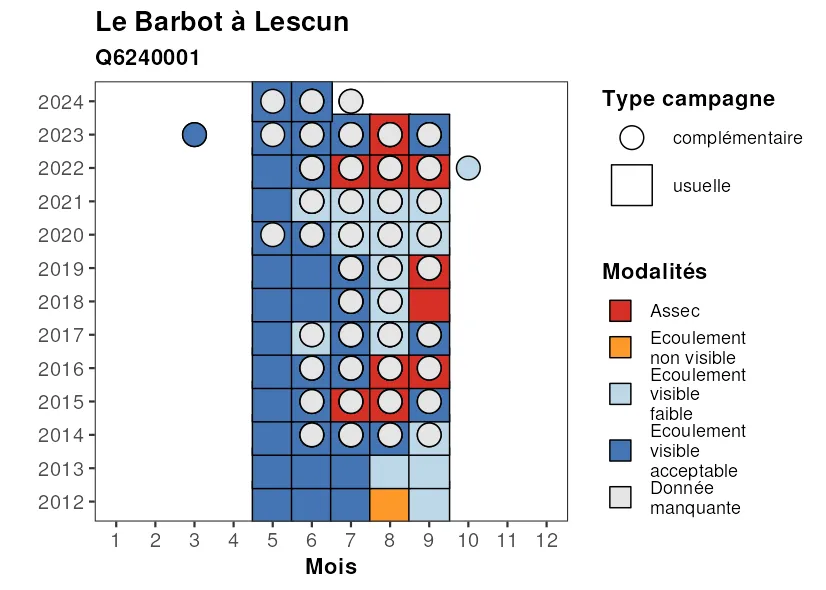 Le Barbot à Lescun
Q6240001
2024
2023
2022
2021
2020
2019
2018
2017
2016
2015
2014
2013
2012
1 2 3 4 5 6 7 8 9 10 11 12
Mois
Type campagne
complémentaire
usuelle
Modalités
Assec
Ecoulement
non visible
Ecoulement
visible
faible
Ecoulement
visible
acceptable
Donnée
manquante